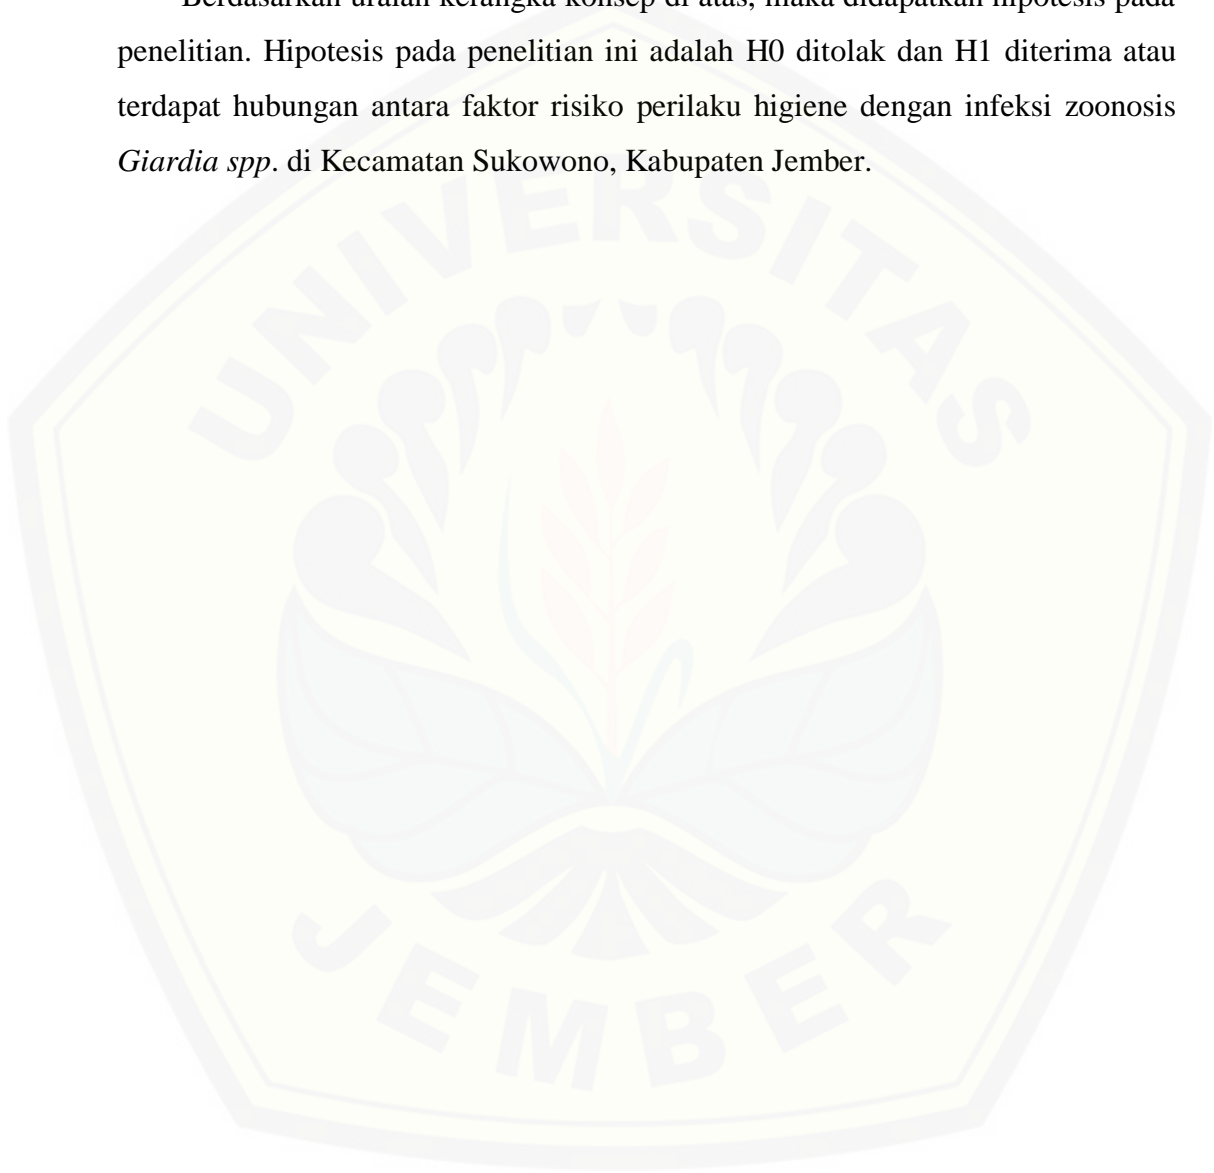 Berdasarkan uraian kerangka konsep di atas, maka didapatkan hipotesis pada
penelitian. Hipotesis pada penelitian ini adalah H0 ditolak dan H1 diterima atau
terdapat hubungan antara faktor risiko perilaku higiene dengan infeksi zoonosis
Giardia spp. di Kecamatan Sukowono, Kabupaten Jember.
UNIVERSITAS
JEMBER